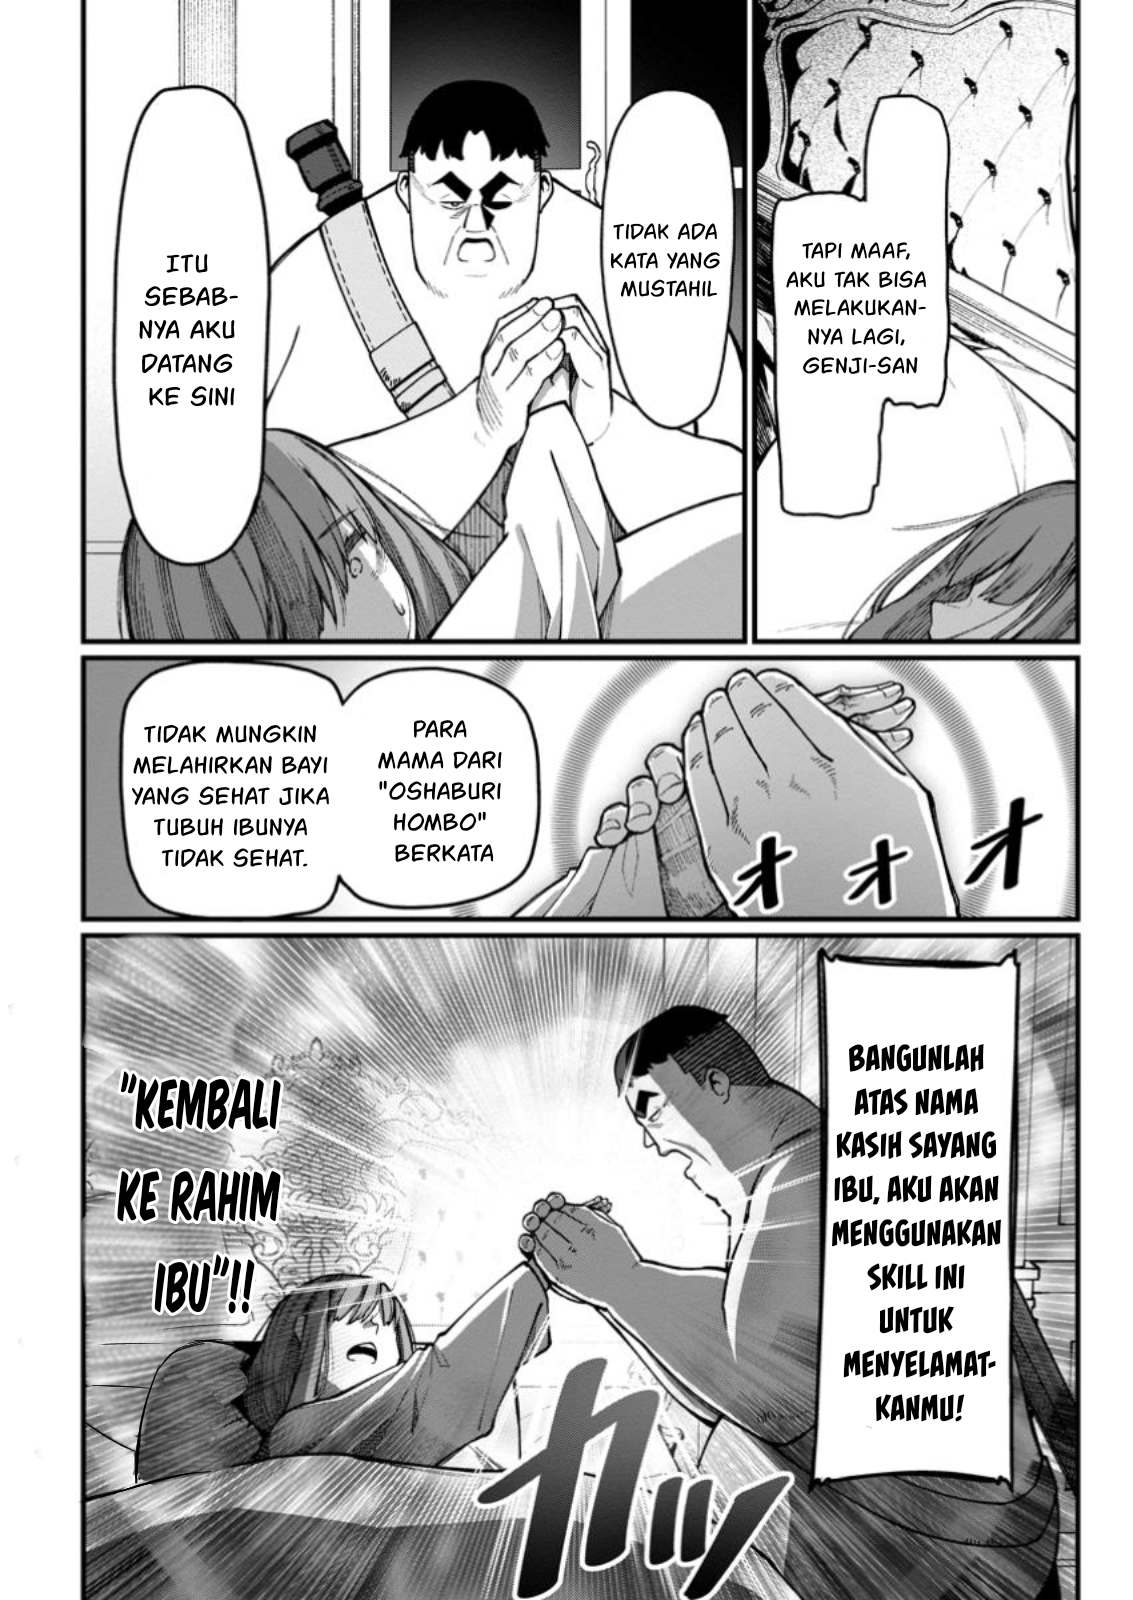 TAPI MAAF,
AKU TAK BISA
MELAKUKAN-
NYA LAGI,
GENJI-SAN
TIDAK ADA
KATA YANG
MUSTAHIL
ITU
SEBAB-
NYA AKU
DATANG
KE SINI
PARA
MAMA DARI
"OSHABURI
HOMBO"
BERKATA
TIDAK MUNGKIN
MELAHIRKAN BAYI
YANG SEHAT JIKA
TUBUH IBUNYA
TIDAK SEHAT.
オオオ
BANGUNLAH
ATAS NAMA
KASIH SAYANG
IBU, AKU AKAN
MENGGUNAKAN
SKILL INI
UNTUK
MENYELAMAT-
KANMU!
"KEMBALI
KE RAHIM
IBU"!!
カッ